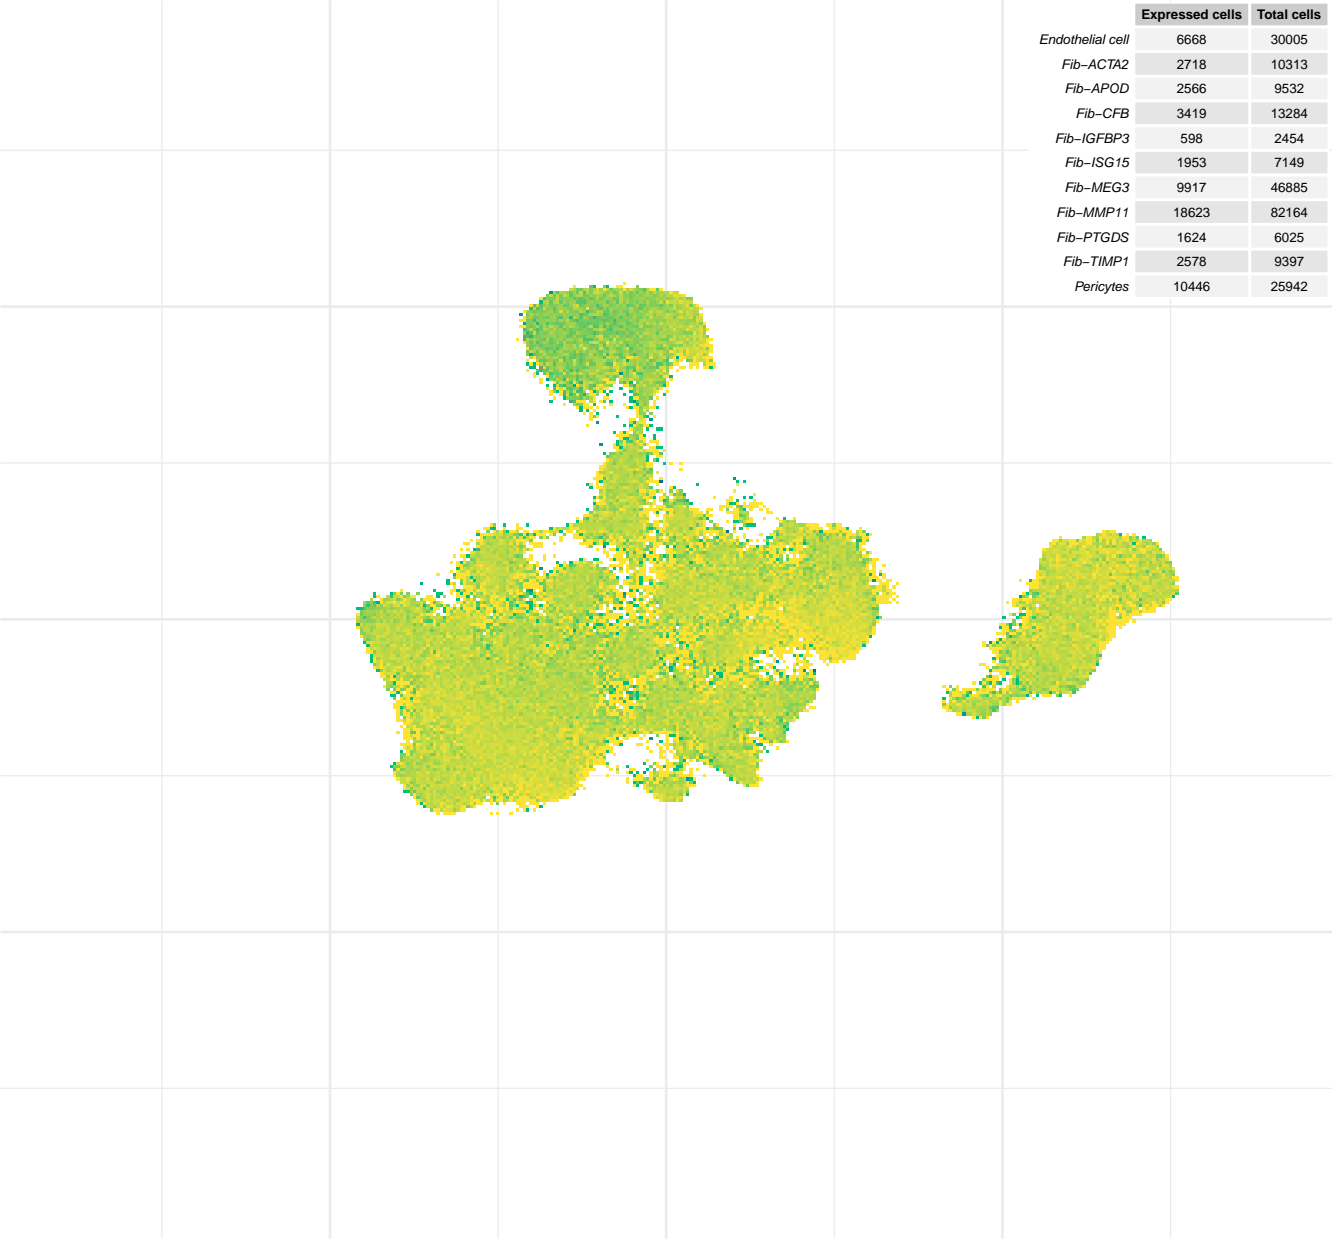 Expressed cells Total cells
Endothelial cell 6668 30005
Fib−ACTA2 2718 10313
Fib−APOD 2566 9532
Fib−CFB 3419 13284
Fib−IGFBP3 598 2454
Fib−ISG15 1953 7149
Fib−MEG3 9917 46885
Fib−MMP11 18623 82164
Fib−PTGDS 1624 6025
Fib−TIMP1 2578 9397
Pericytes 10446 25942